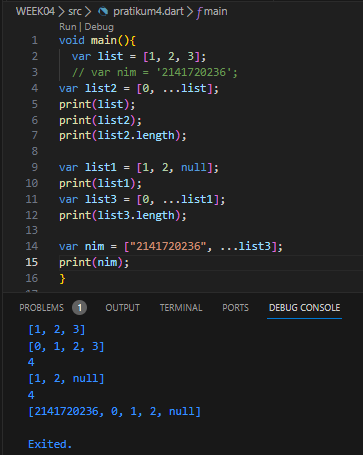 WEEK04 > src > pratikum4.dart > main
Run | Debug
1 void main(){
2 var list = [1, 2, 3];
3 // var nim = '2141720236';
4 var list2 = [0, ...list];
5 print(list);
6 print(list2);
7 print(list2.length);
8
9 var list1 = [1, 2, null];
10 print(list1);
11 var list3 = [0, ...list1];
12 print(list3.length);
13
14 var nim = ["2141720236", ...list3];
15 print(nim);
16 }
PROBLEMS 1 OUTPUT TERMINAL PORTS DEBUG CONSOLE
[1, 2, 3]
[0, 1, 2, 3]
4
[1, 2, null]
4
[2141720236, 0, 1, 2, null]
Exited.